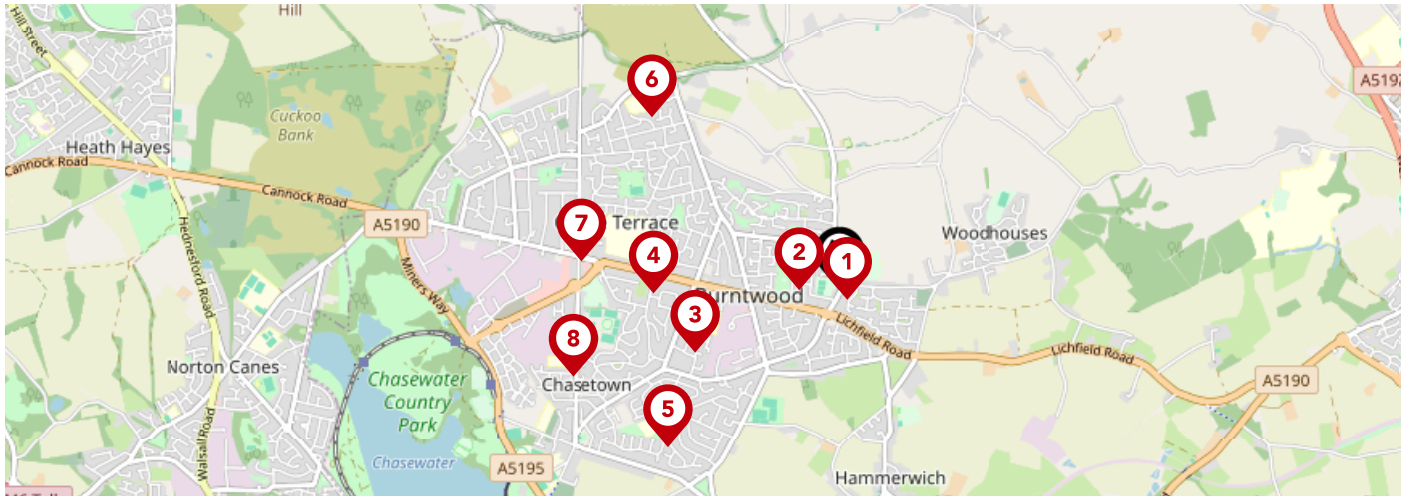 Hill
Hill Street
A519
6
Cuckoo
Bank
Heath Hayes
Cannock Road
Cannock Road
A5190
7
Terrace
4
2
1
Woodhouses
Hednesford Road
Miners Way
Burntwood
3
Lichfield Road
8
Lichfield Road
Norton Canes
Chasewater
Country
Park
Chasetown
A5190
5
Walsall Road
Chasewater
A5195
Hammerwich